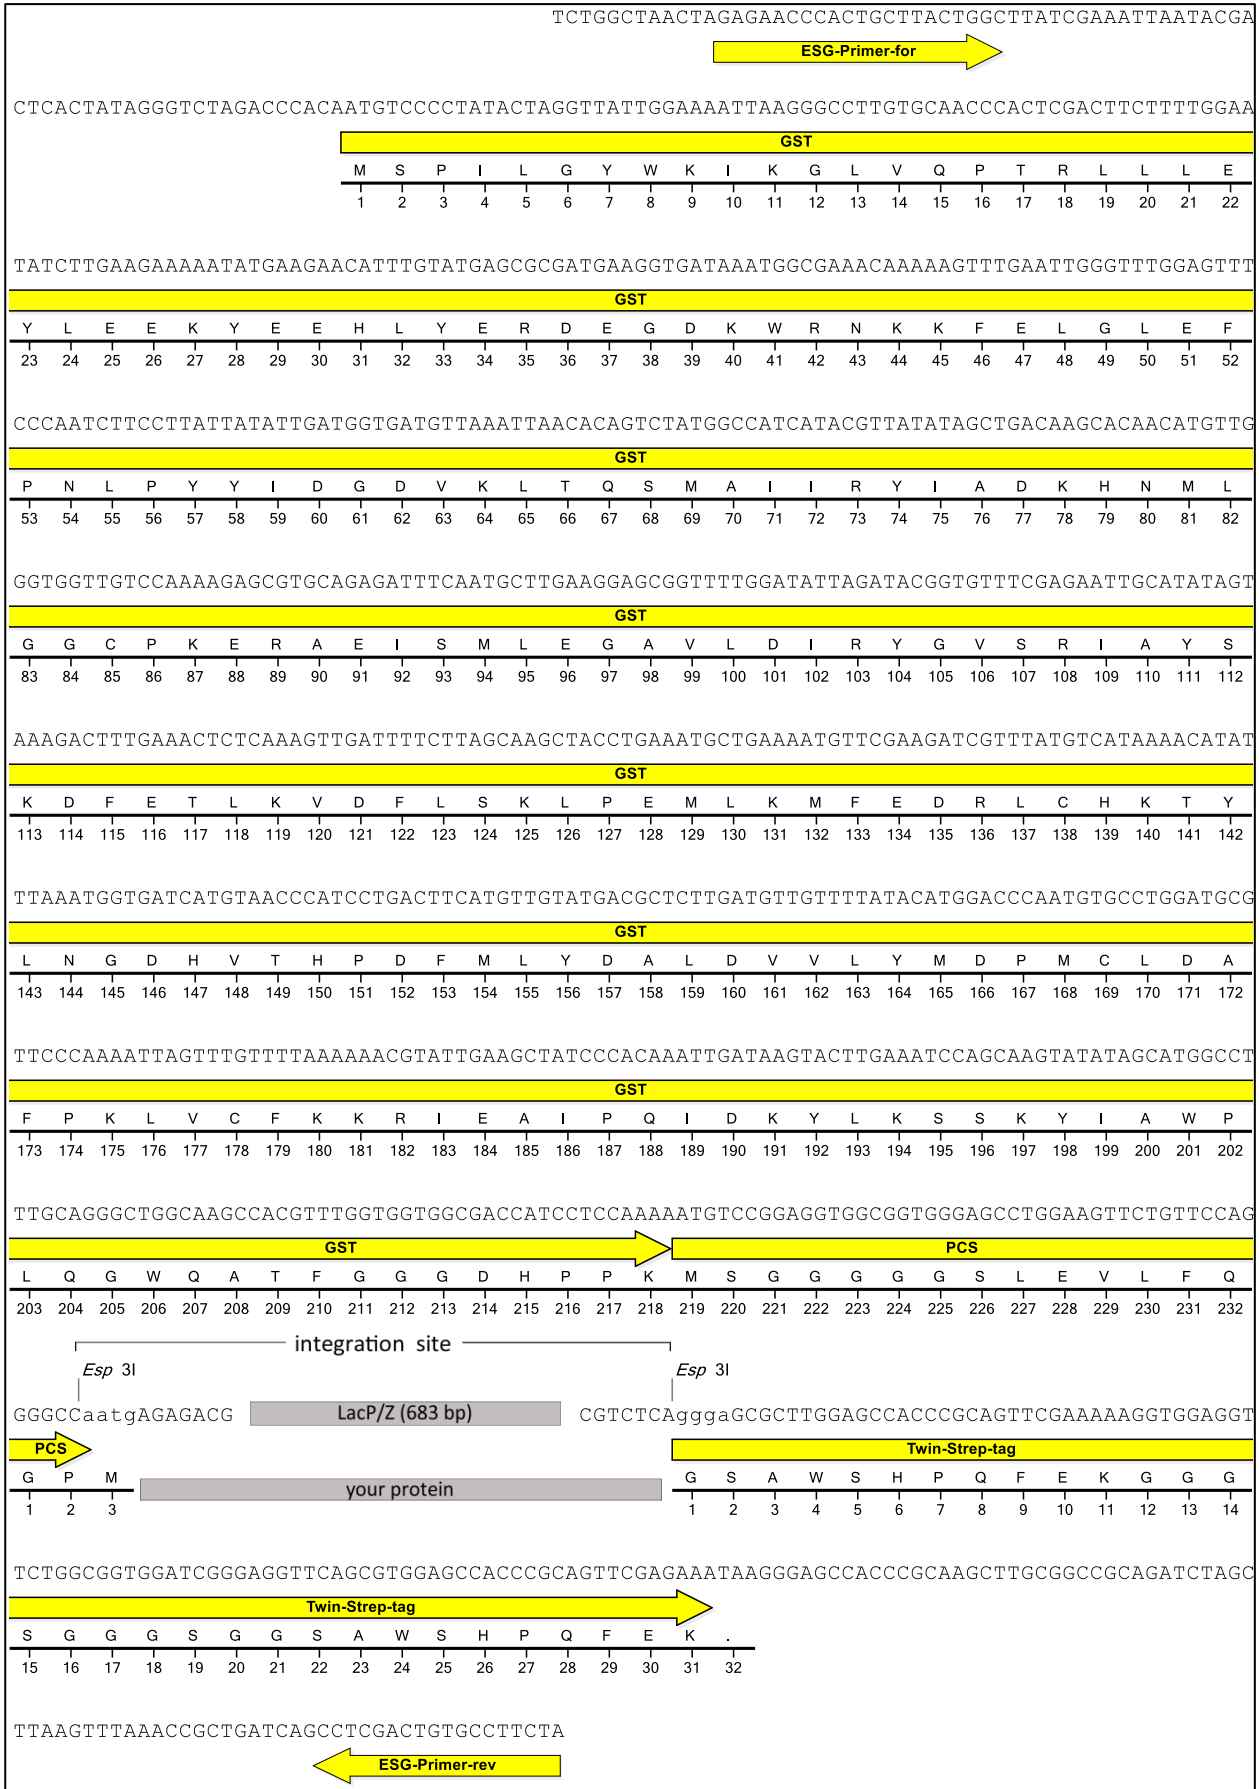 TCTGGCTAACTAGAGAACCCACTGCTTACTGGCTTATCGAAATTAATACGA
ESG-Primer-for
CTCACTATAGGGTCTAGACCCACAATGTCCCCTATACTAGGTTATTGGAAAATTAAGGGCCTTGTGCAACCCACTCGACTTCTTTTGGAA
GST
M S P I L G Y W K I K G L V Q P T R L L L E
1 2 3 4 5 6 7 8 9 10 11 12 13 14 15 16 17 18 19 20 21 22
TATCTTGAAGAAAAATATGAAGAACATTTGTATGAGCGCGATGAAGGTGATAAATGGCGAAACAAAAAGTTTGAATTGGGTTTGGAGTTT
GST
Y L E E K Y E E H L Y E R D E G D K W R N K K F E L G L E F
23 24 25 26 27 28 29 30 31 32 33 34 35 36 37 38 39 40 41 42 43 44 45 46 47 48 49 50 51 52
CCCAATCTTCCTTATTATATTGATGGTGATGTTAAATTAACACAGTCTATGGCCATCATACGTTATATAGCTGACAAGCACAACATGTTG
GST
P N L P Y Y I D G D V K L T Q S M A I I R Y I A D K H N M L
53 54 55 56 57 58 59 60 61 62 63 64 65 66 67 68 69 70 71 72 73 74 75 76 77 78 79 80 81 82
GGTGGTTGTCCAAAAGAGCGTGCAGAGATTTCAATGCTTGAAGGAGCGGTTTTGGATATTAGATACGGTGTTTCGAGAATTGCATATAGT
GST
G G C P K E R A E I S M L E G A V L D I R Y G V S R I A Y S
83 84 85 86 87 88 89 90 91 92 93 94 95 96 97 98 99 100 101 102 103 104 105 106 107 108 109 110 111 112
AAAGACTTTGAAACTCTCAAAGTTGATTTTCTTAGCAAGCTACCTGAAATGCTGAAAATGTTCGAAGATCGTTTATGTCATAAAACATAT
GST
K D F E T L K V D F L S K L P E M L K M F E D R L C H K T Y
113 114 115 116 117 118 119 120 121 122 123 124 125 126 127 128 129 130 131 132 133 134 135 136 137 138 139 140 141 142
TTAAATGGTGATCATGTAACCCATCCTGACTTCATGTTGTATGACGCTCTTGATGTTGTTTTATACATGGACCCAATGTGCCTGGATGCG
GST
L N G D H V T H P D F M L Y D A L D V V L Y M D P M C L D A
143 144 145 146 147 148 149 150 151 152 153 154 155 156 157 158 159 160 161 162 163 164 165 166 167 168 169 170 171 172
TTCCCAAAATTAGTTTGTTTTAAAAAACGTATTGAAGCTATCCCACAAATTGATAAGTACTTGAAATCCAGCAAGTATATAGCATGGCCT
GST
F P K L V C F K K R I E A I P Q I D K Y L K S S K Y I A W P
173 174 175 176 177 178 179 180 181 182 183 184 185 186 187 188 189 190 191 192 193 194 195 196 197 198 199 200 201 202
TTGCAGGGCTGGCAAGCCACGTTTGGTGGTGGCGACCATCCTCCAAAAATGTCCGGAGGTGGCGGTGGGAGCCTGGAAGTTCTGTTCCAG
GST PCS
L Q G W Q A T F G G G D H P P K M S G G G G G S L E V L F Q
203 204 205 206 207 208 209 210 211 212 213 214 215 216 217 218 219 220 221 222 223 224 225 226 227 228 229 230 231 232
integration site
Esp 3I Esp 3I
GGGCCaatgAGAGACG LacP/Z (683 bp) CGTCTCAgggaGCGCTTGGAGCCACCCGCAGTTCGAAAAAGGTGGAGGT
PCS Twin-Strep-tag
G P M your protein G S A W S H P Q F E K G G G
1 2 3 1 2 3 4 5 6 7 8 9 10 11 12 13 14
TCTGGCGGTGGATCGGGAGGTTCAGCGTGGAGCCACCCGCAGTTCGAGAAATAAGGGAGCCACCCGCAAGCTTGCGGCCGCAGATCTAGC
Twin-Strep-tag
S G G G S G G S A W S H P Q F E K .
15 16 17 18 19 20 21 22 23 24 25 26 27 28 29 30 31 32
TTAAGTTTAAACCGCTGATCAGCCTCGACTGTGCCTTCTA
ESG-Primer-rev